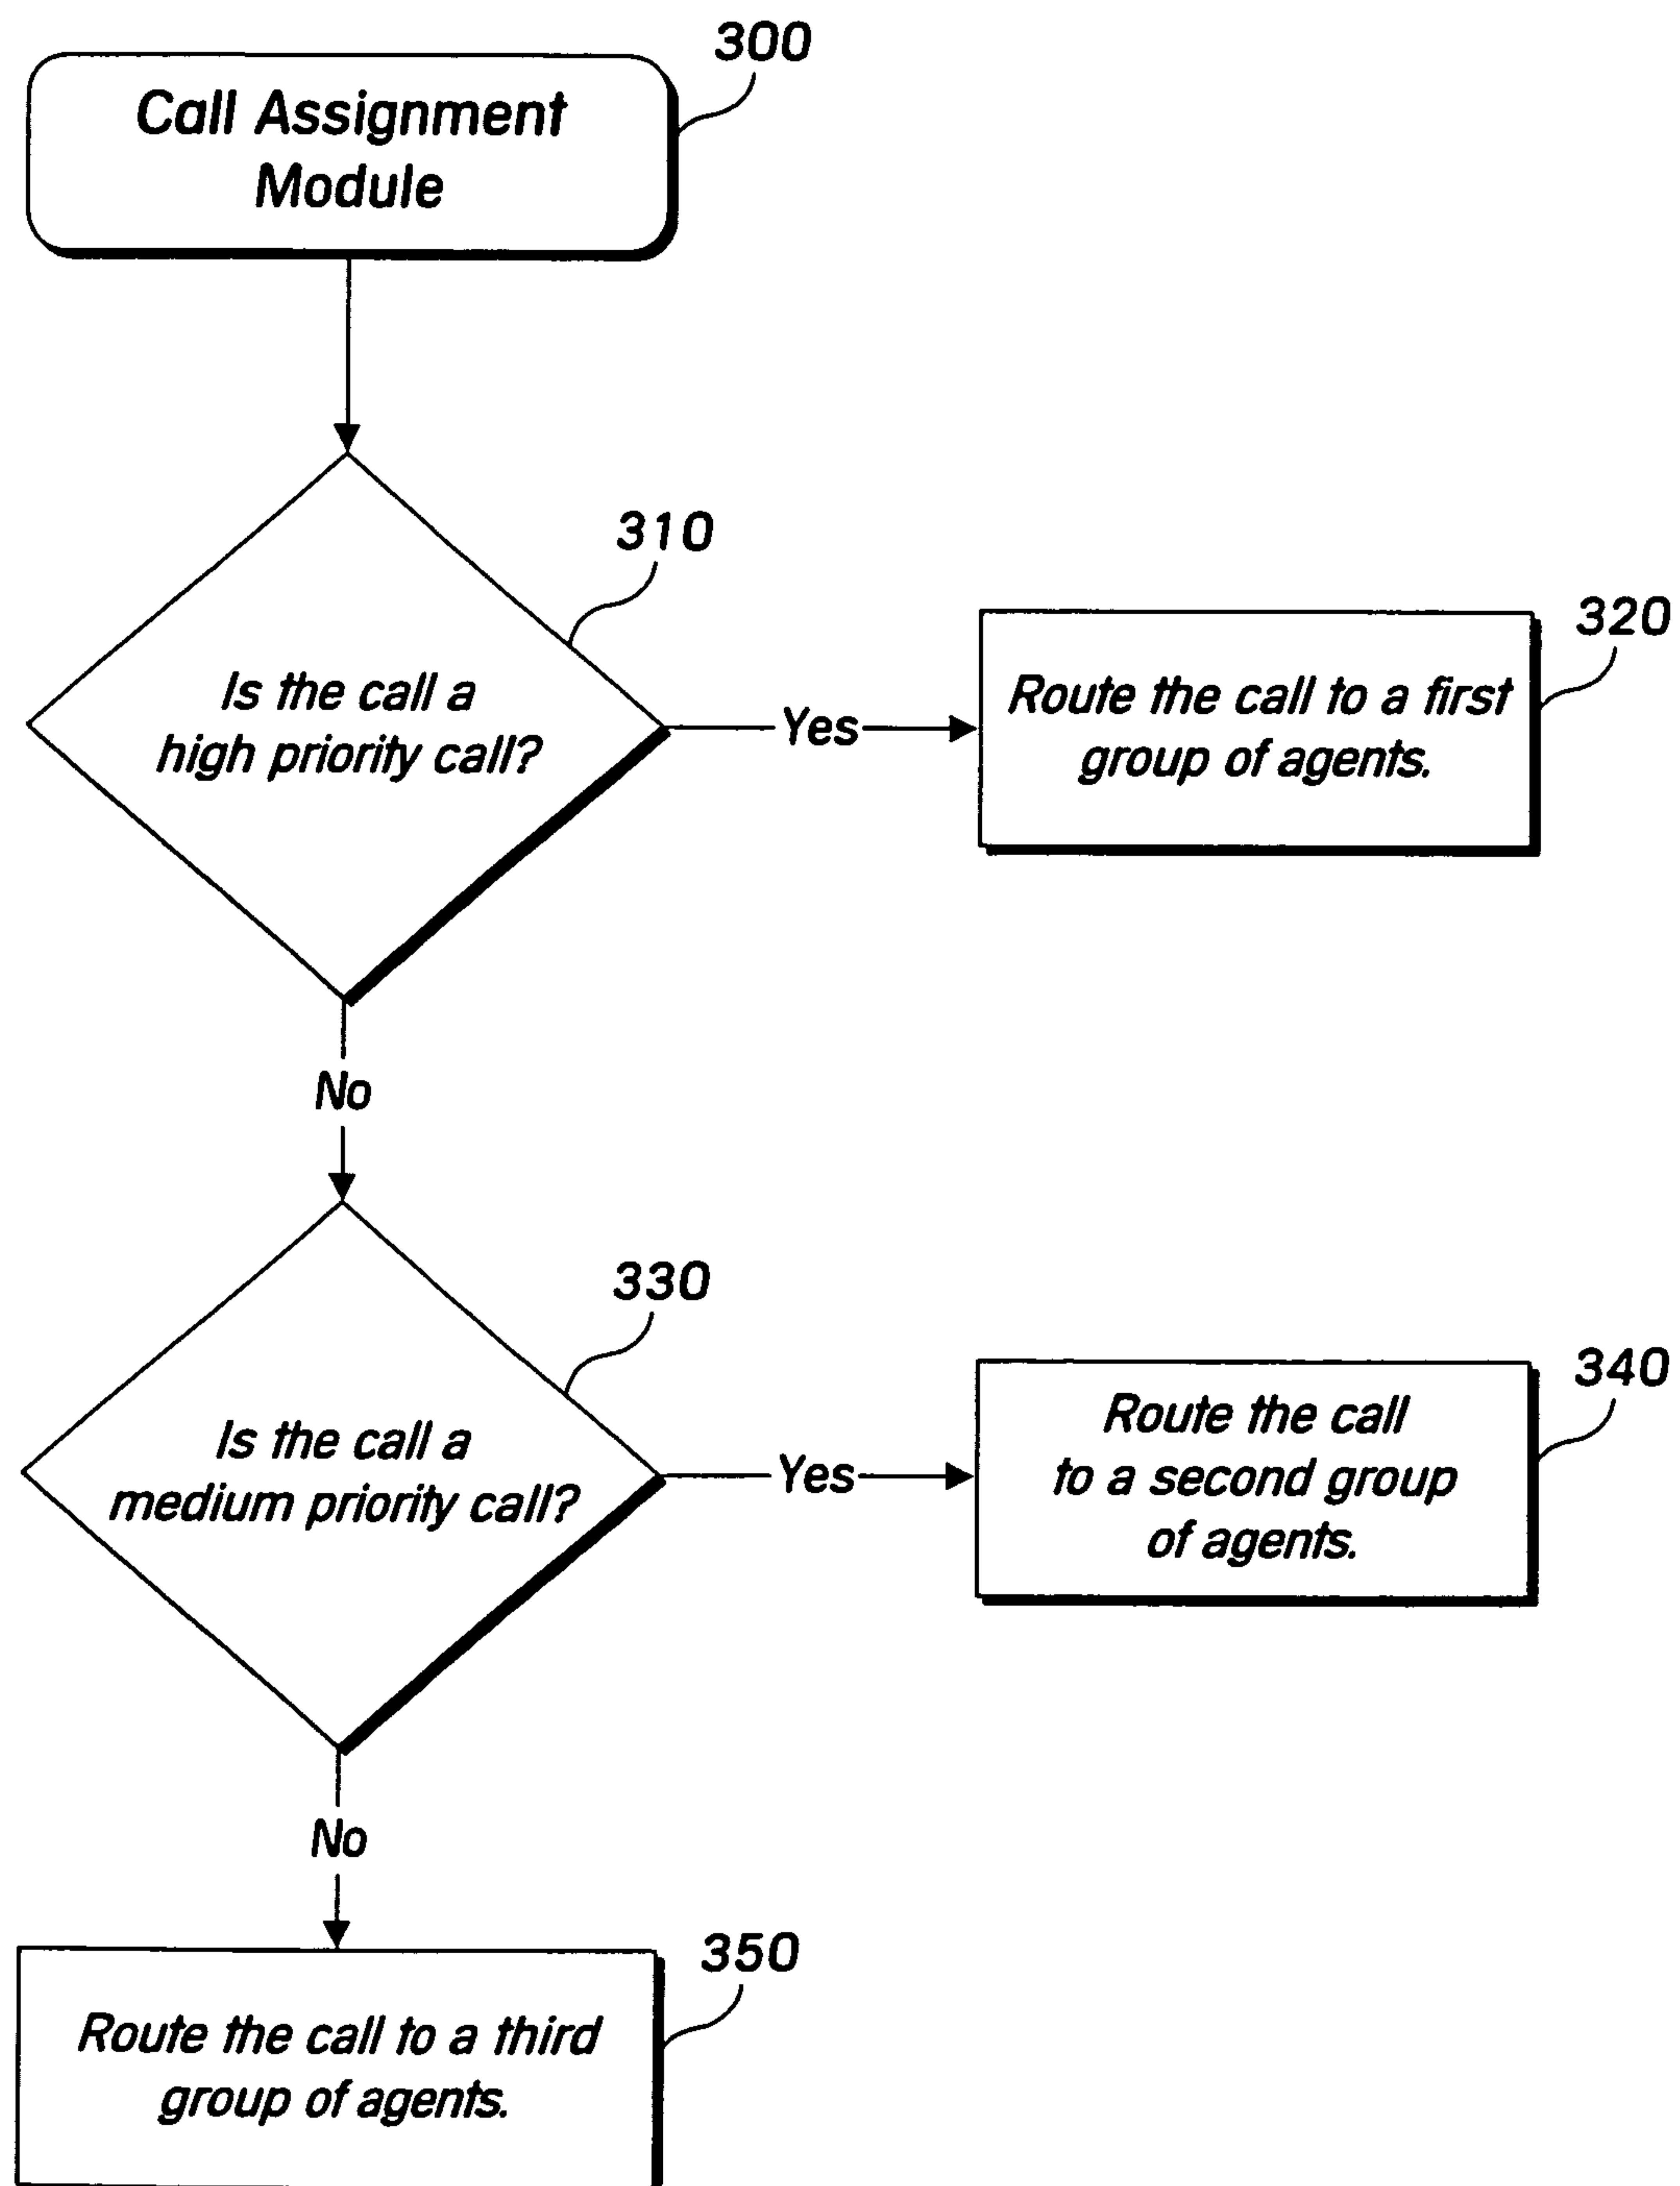 300
Call Assignment
Module
310
Is the call a
high priority call?
Yes
320
Route the call to a first
group of agents.
No
330
Is the call a
medium priority call?
Yes
340
Route the call
to a second group
of agents.
No
350
Route the call to a third
group of agents.